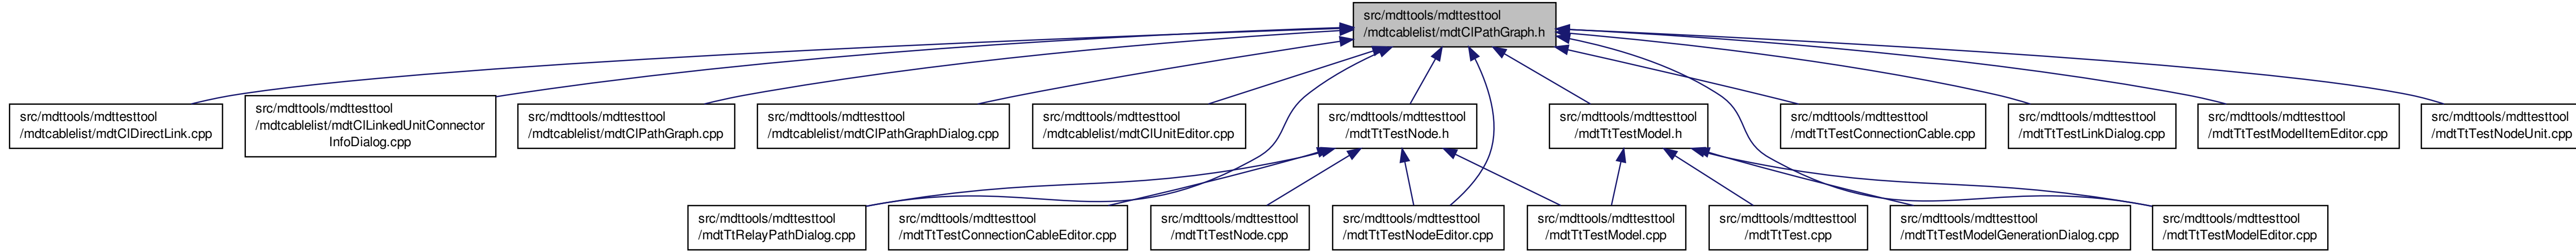 src/mdttools/mdttesttool
/mdtcablelist/mdtClPathGraph.h
src/mdttools/mdttesttool
/mdtcablelist/mdtClDirectLink.cpp
src/mdttools/mdttesttool
/mdtcablelist/mdtClLinkedUnitConnector
InfoDialog.cpp
src/mdttools/mdttesttool
/mdtcablelist/mdtClPathGraph.cpp
src/mdttools/mdttesttool
/mdtcablelist/mdtClPathGraphDialog.cpp
src/mdttools/mdttesttool
/mdtcablelist/mdtClUnitEditor.cpp
src/mdttools/mdttesttool
/mdtTtTestNode.h
src/mdttools/mdttesttool
/mdtTtTestModel.h
src/mdttools/mdttesttool
/mdtTtTestConnectionCable.cpp
src/mdttools/mdttesttool
/mdtTtTestLinkDialog.cpp
src/mdttools/mdttesttool
/mdtTtTestModelItemEditor.cpp
src/mdttools/mdttesttool
/mdtTtTestNodeUnit.cpp
src/mdttools/mdttesttool
/mdtTtRelayPathDialog.cpp
src/mdttools/mdttesttool
/mdtTtTestConnectionCableEditor.cpp
src/mdttools/mdttesttool
/mdtTtTestNode.cpp
src/mdttools/mdttesttool
/mdtTtTestNodeEditor.cpp
src/mdttools/mdttesttool
/mdtTtTestModel.cpp
src/mdttools/mdttesttool
/mdtTtTest.cpp
src/mdttools/mdttesttool
/mdtTtTestModelGenerationDialog.cpp
src/mdttools/mdttesttool
/mdtTtTestModelEditor.cpp